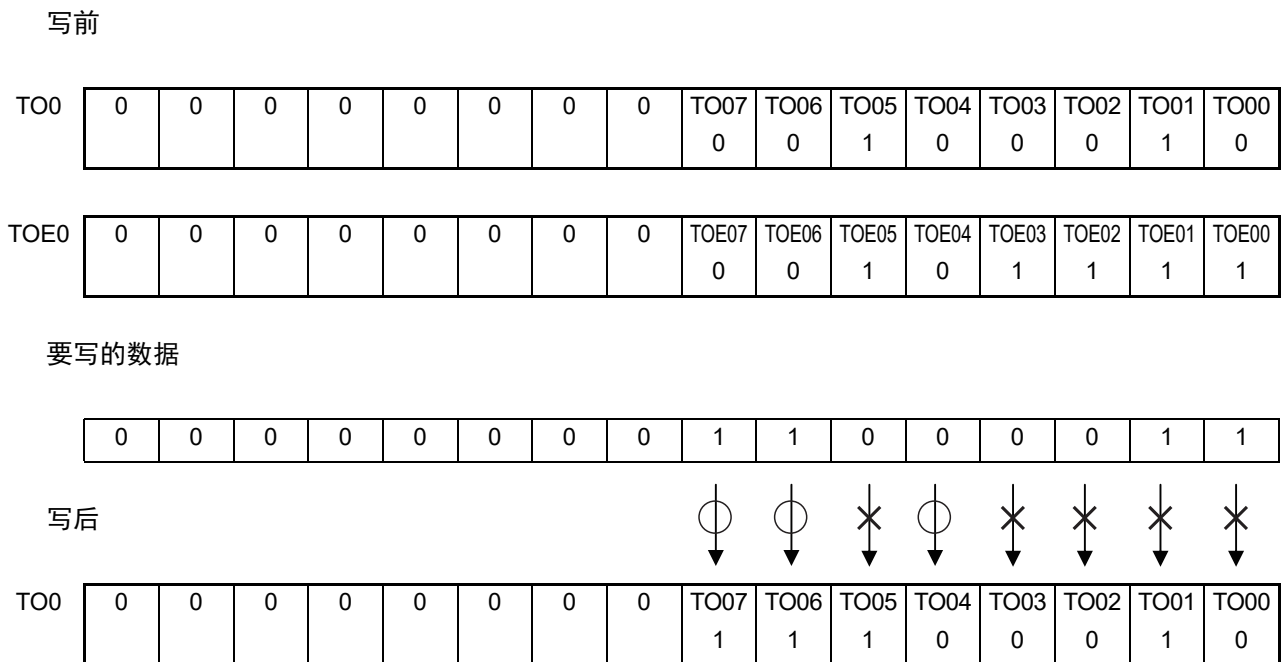 写前
TO0 0 0 0 0 0 0 0 0 TO07 TO06 TO05 TO04 TO03 TO02 TO01 TO00
0 0 1 0 0 0 1 0
TOE0 0 0 0 0 0 0 0 0 TOE07 TOE06 TOE05 TOE04 TOE03 TOE02 TOE01 TOE00
0 0 1 0 1 1 1 1
要写的数据
0 0 0 0 0 0 0 0 1 1 0 0 0 0 1 1
写后
TO0 0 0 0 0 0 0 0 0 TO07 TO06 TO05 TO04 TO03 TO02 TO01 TO00
1 1 1 0 0 0 1 0